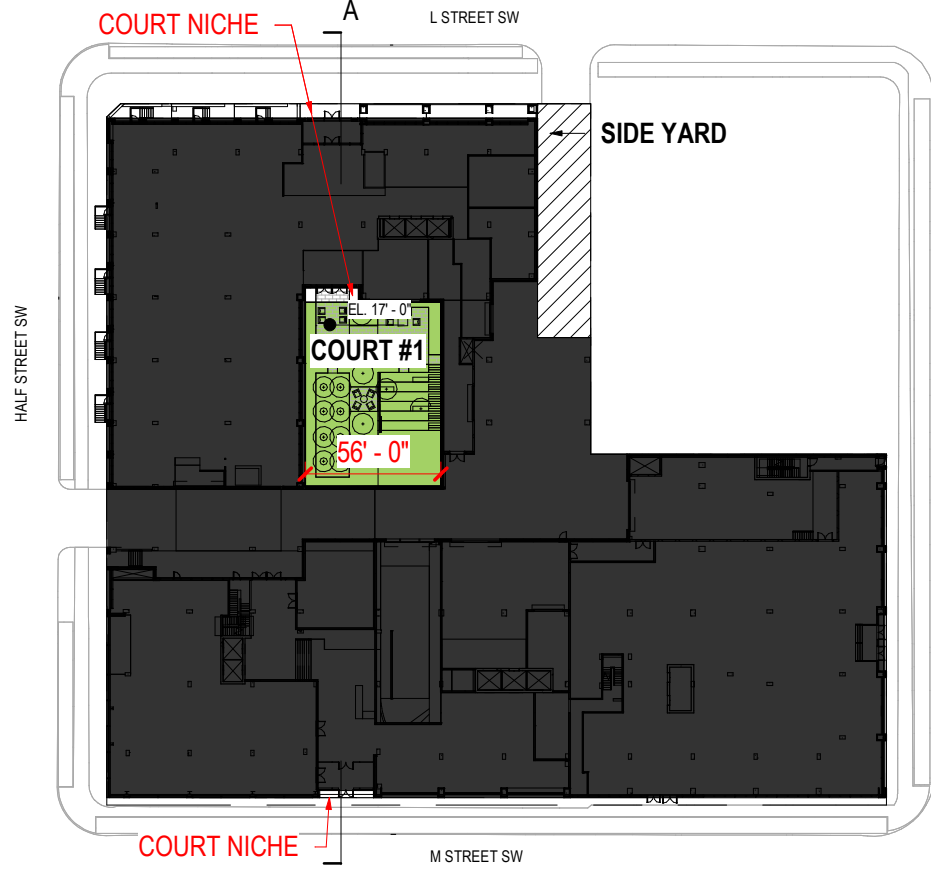 A
L STREET SW
COURT NICHE
SIDE YARD
EL. 17' - 0"
COURT #1
HALF STREET SW
56' - 0"
COURT NICHE
M STREET SW